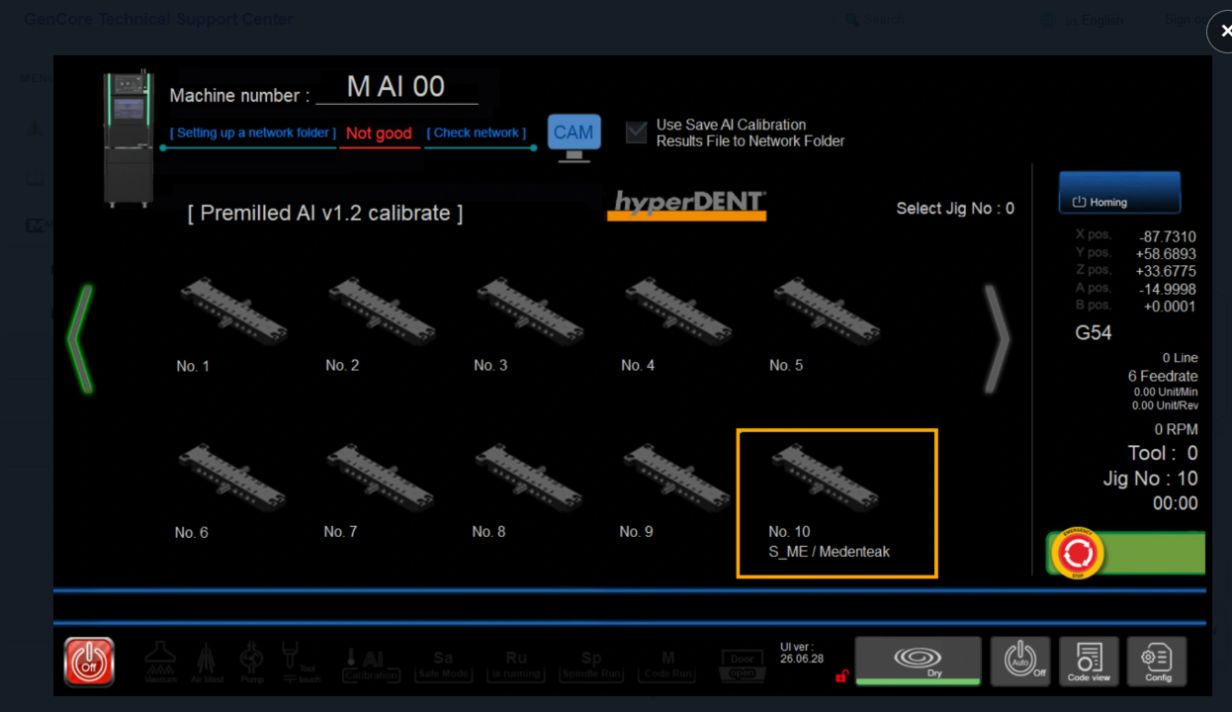 GenCore Technical Support Center
Search
English
Sign
MENU
Machine number : M AI 00
[ Setting up a network folder ] Not good [ Check network ]
CAM
Use Save AI Calibration
Results File to Network Folder
[ Premilled AI v1.2 calibrate ]
hyperDENT
Select Jig No : 0
Homing
X pos. -87.7310
Y pos. +58.6893
Z pos. +33.6775
A pos. -14.9998
B pos. +0.0001
G54
0 Line
6 Feedrate
0.00 Unit/Min
0.00 Unit/Rev
0 RPM
Tool : 0
Jig No : 10
00:00
No. 1
No. 2
No. 3
No. 4
No. 5
No. 6
No. 7
No. 8
No. 9
No. 10
S_ME / Medenteak
EMERGENCY
STOP
Off
Vacuum
Air blast
Pump
Tool
touch
AI
Calibration
Sa
Safe Mode
Ru
is running
Sp
Spindle Run
M
Code Run
Door
open
UI ver :
26.06.28
Dry
Auto
Off
Code view
Config